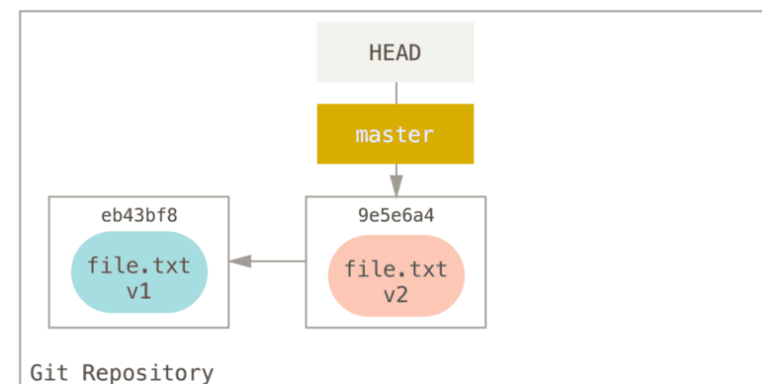 HEAD
master
eb43bf8
file.txt
v1
9e5e6a4
file.txt
v2
Git Repository